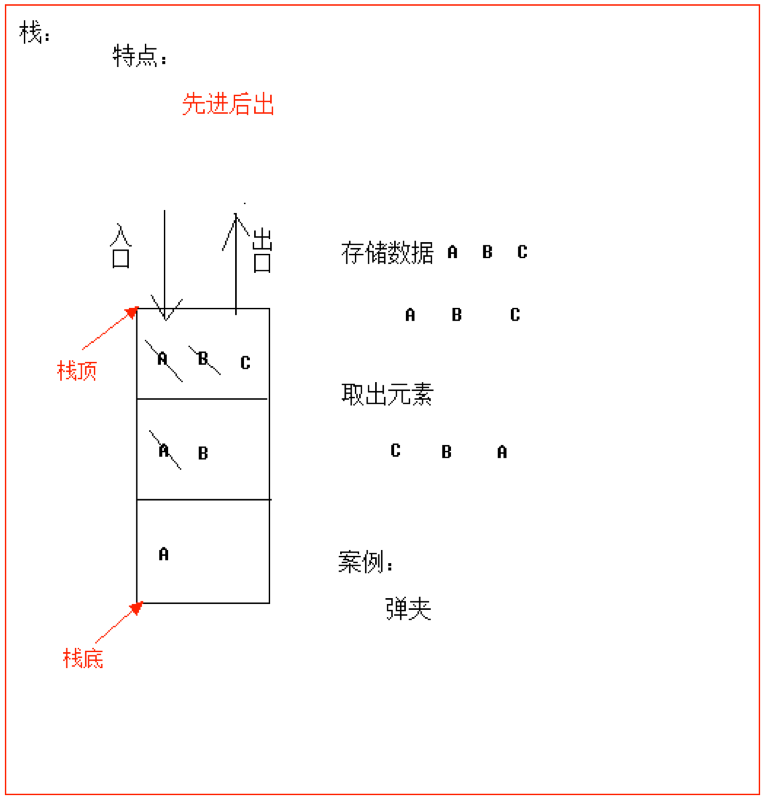 栈：
特点：
先进后出
入口
出口
存储数据 A B C
A B C
栈顶
A B C
取出元素
A B
C B A
A
案例：
弹夹
栈底